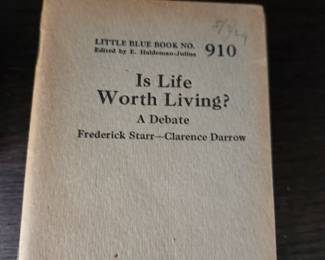 LITTLE BLUE BOOK NO. 910
Edited by E. Haldeman-Julius
Is Life
Worth Living?
A Debate
Frederick Starr—Clarence Darrow